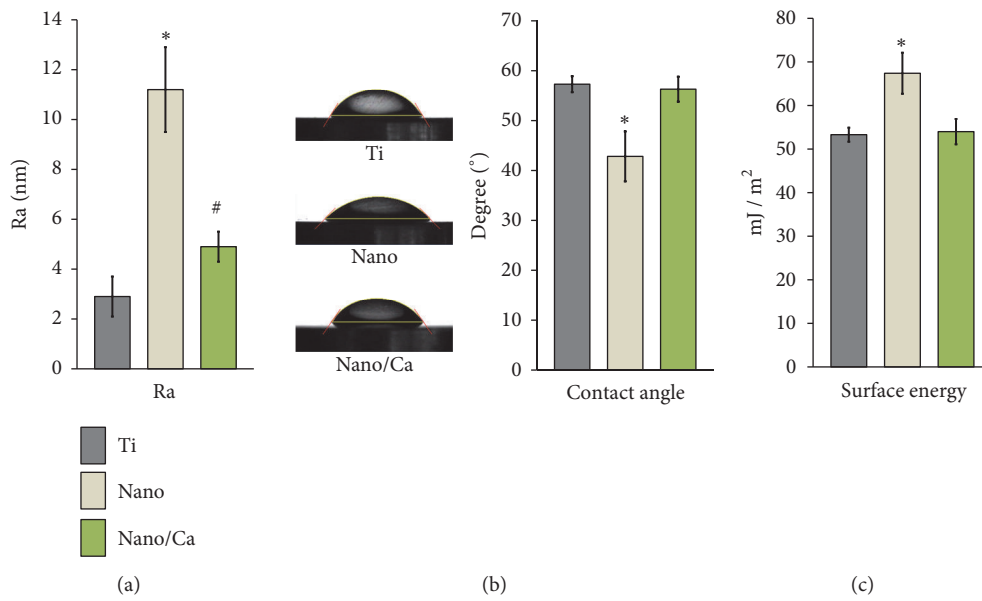 Ra (nm)
14
12
10
8
6
4
2
0
*
#
Ra
Ti
Nano
Nano/Ca
Degree (°)
70
60
50
40
30
20
10
0
*
Contact angle
mJ / m²
80
70
60
50
40
30
20
10
0
*
Surface energy
Ti
Nano
Nano/Ca
(a)
(b)
(c)